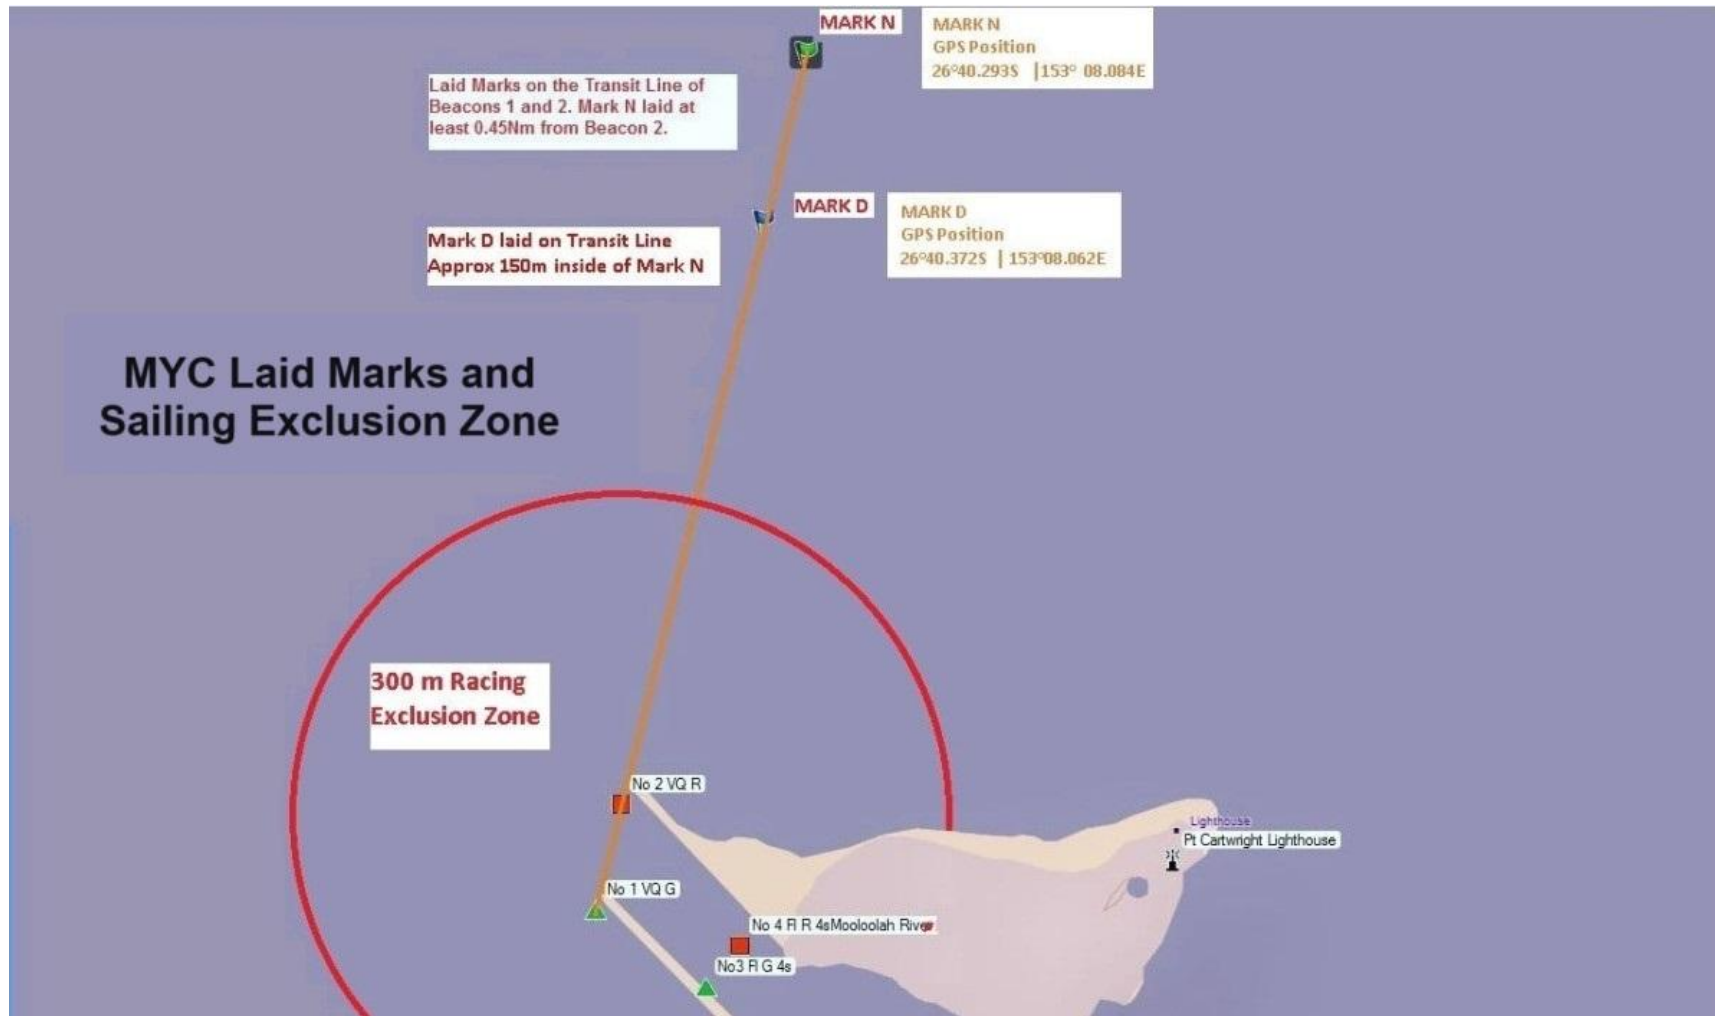 MARK N
MARK N
GPS Position
26°40.293S |153° 08.084E
Laid Marks on the Transit Line of
Beacons 1 and 2. Mark N laid at
least 0.45Nm from Beacon 2.
MARK D
MARK D
GPS Position
26°40.372S | 153°08.062E
Mark D laid on Transit Line
Approx 150m inside of Mark N
MYC Laid Marks and
Sailing Exclusion Zone
300 m Racing
Exclusion Zone
No 2 VQ R
Lighthouse
Pt Cartwright Lighthouse
No 1 VQ G
No 4 Fl R 4sMooloolah River
No3 Fl G 4s